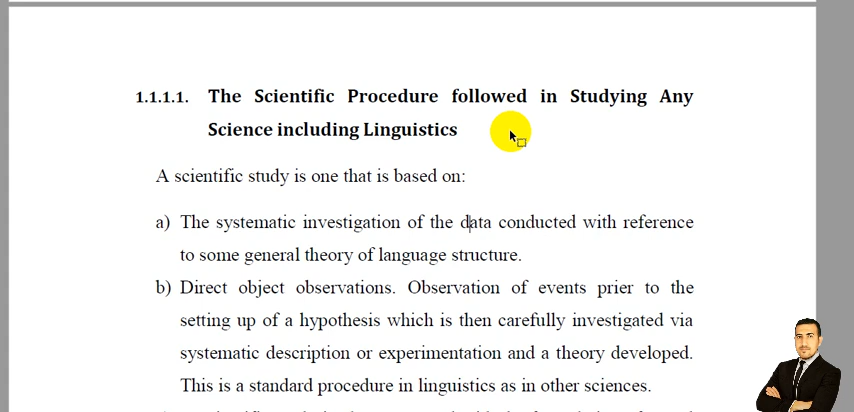 1.1.1.1. The Scientific Procedure followed in Studying Any
Science including Linguistics
A scientific study is one that is based on:
a) The systematic investigation of the data conducted with reference
to some general theory of language structure.
b) Direct object observations. Observation of events prior to the
setting up of a hypothesis which is then carefully investigated via
systematic description or experimentation and a theory developed.
This is a standard procedure in linguistics as in other sciences.